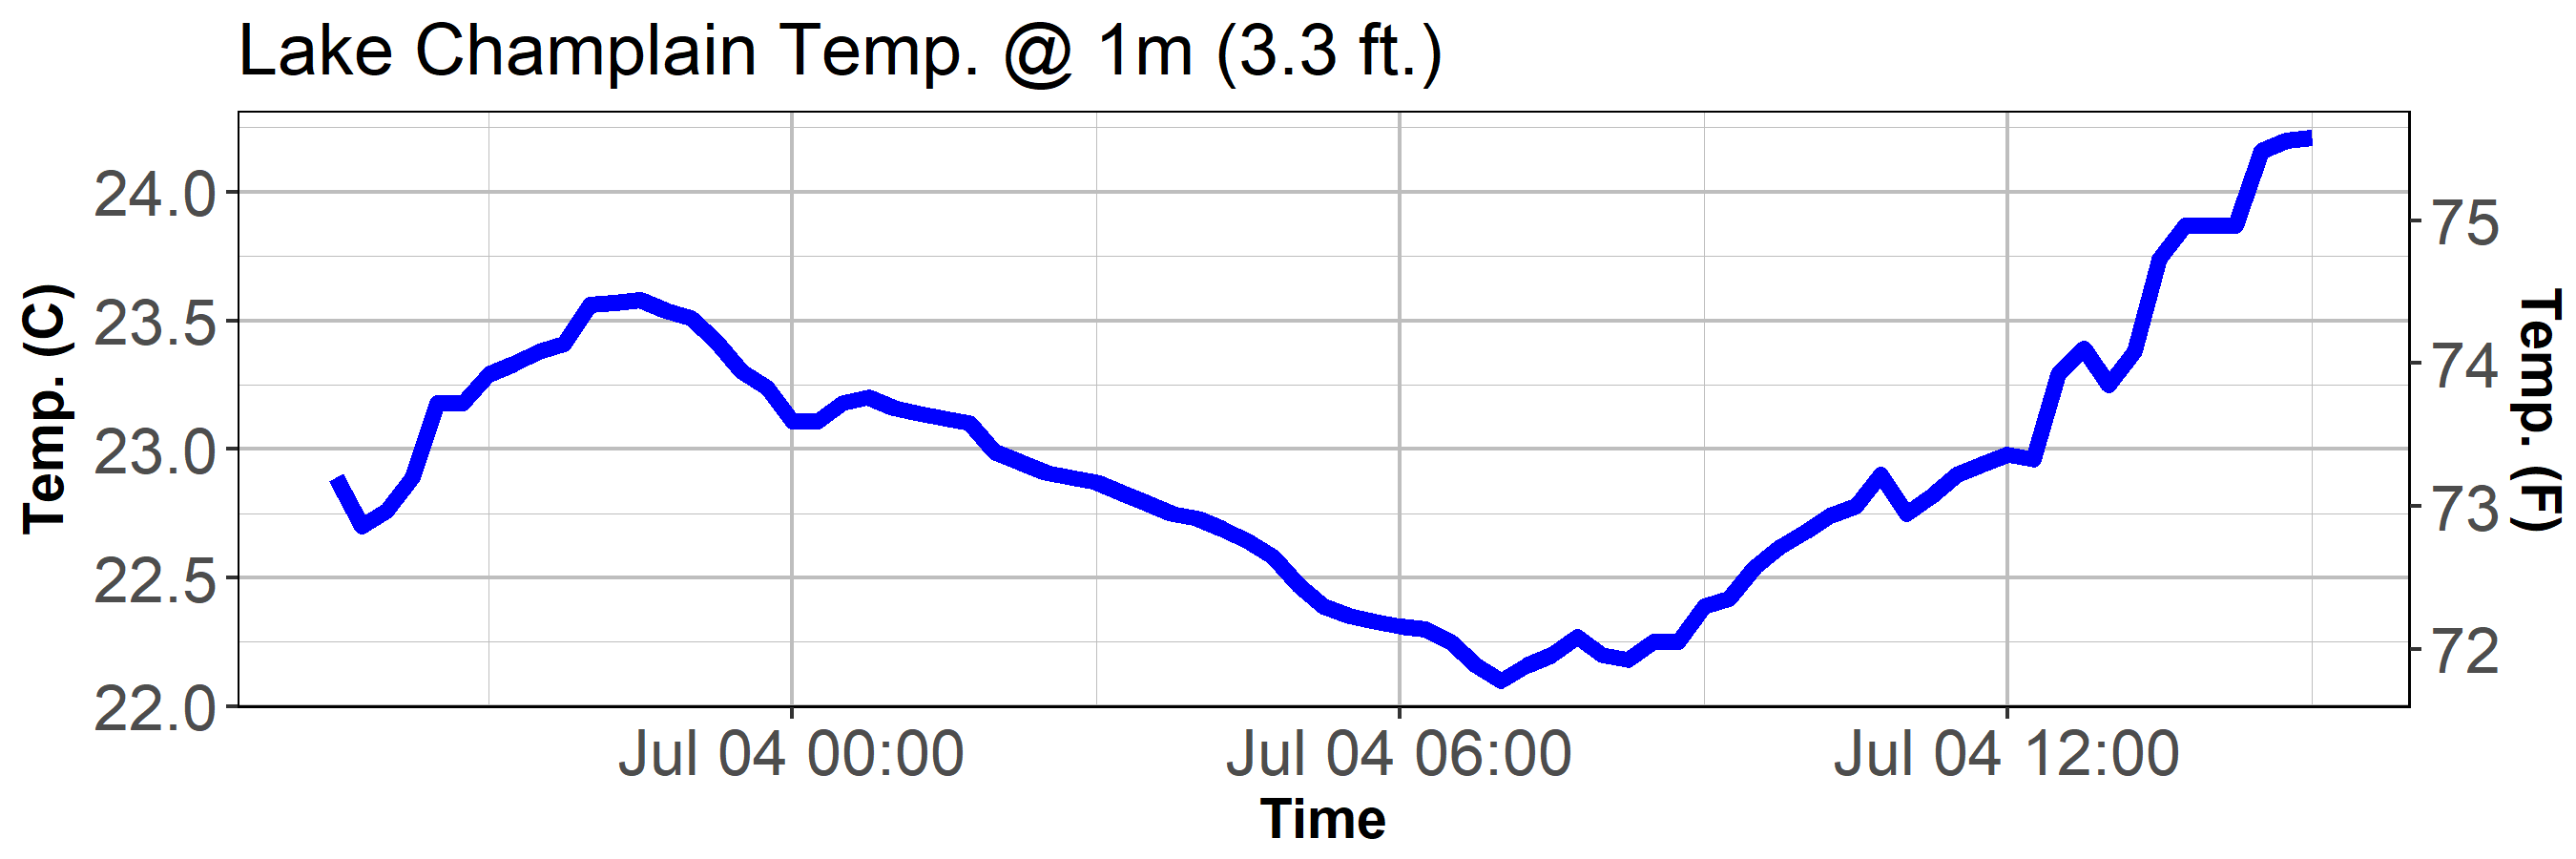 Lake Champlain Temp. @ 1m (3.3 ft.)
Temp. (C)
24.0
23.5
23.0
22.5
22.0
75
74
73
72
Temp. (F)
Jul 04 00:00 Jul 04 06:00 Jul 04 12:00
Time